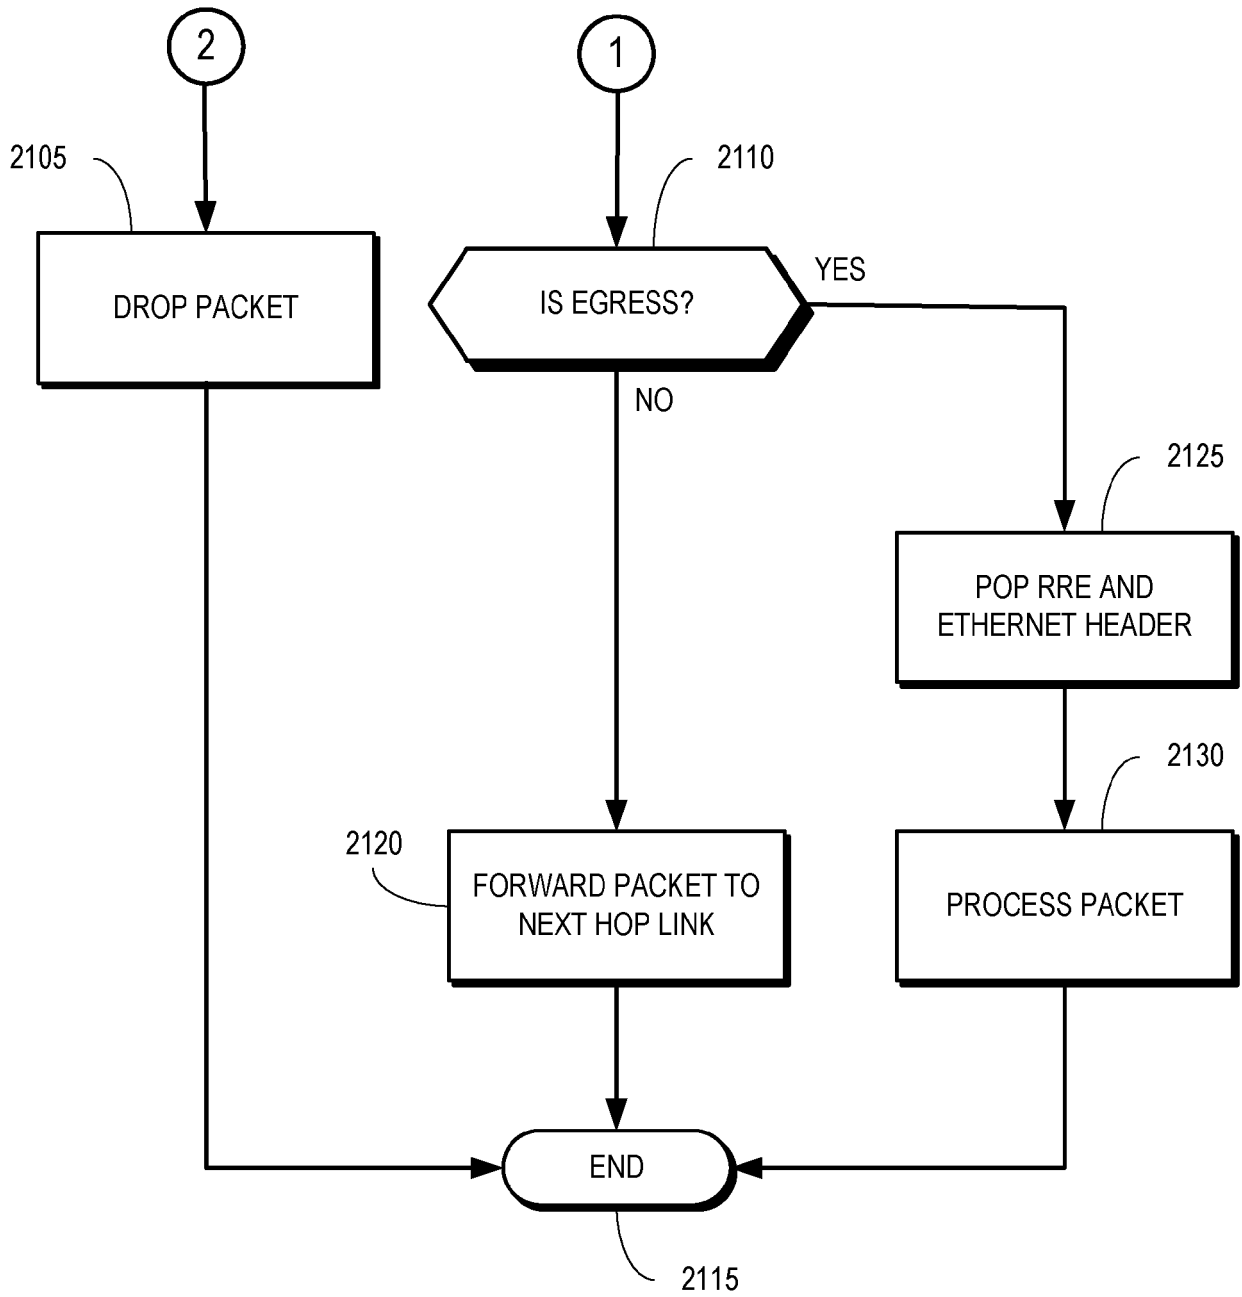 2
1
2105
2110
DROP PACKET
IS EGRESS?
YES
NO
2125
POP RRE AND
ETHERNET HEADER
2130
2120
FORWARD PACKET TO
NEXT HOP LINK
PROCESS PACKET
END
2115